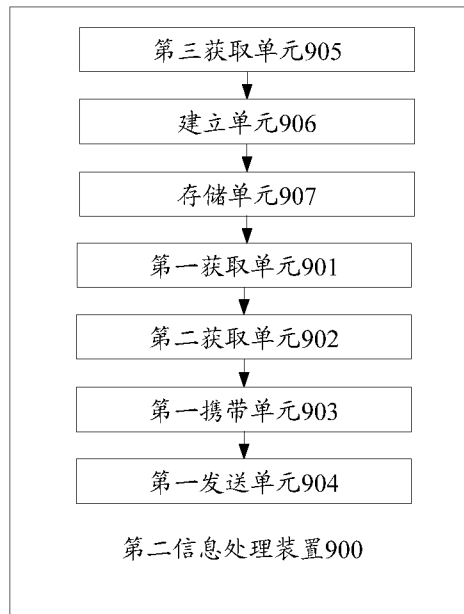 第三获取单元905
建立单元906
存储单元907
第一获取单元901
第二获取单元902
第一携带单元903
第一发送单元904
第二信息处理装置900